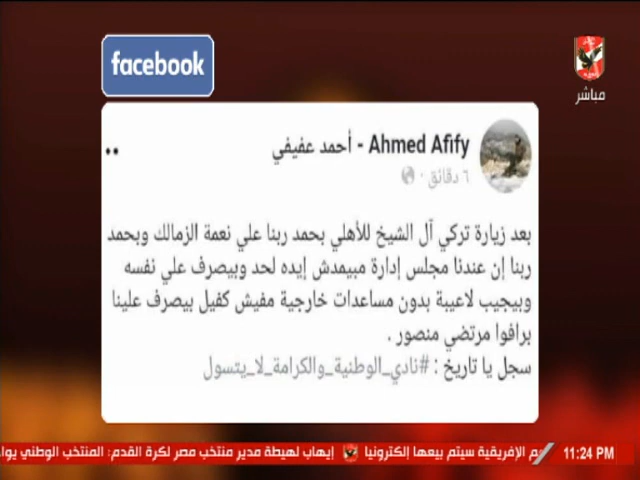 facebook
مباشر
Ahmed Afify - أحمد عفيفي
٦ دقائق ·
بعد زيارة تركي آل الشيخ للأهلي بحمد ربنا علي نعمة الزمالك وبحمد
ربنا إن عندنا مجلس إدارة مبيمدش إيده لحد وبيصرف علي نفسه
وبيجيب لاعيبة بدون مساعدات خارجية مفيش كفيل بيصرف علينا
برافوا مرتضي منصور .
سجل يا تاريخ : #نادي_الوطنية_والكرامة_لا_يتسول
م الإفريقية سيتم بيعها إلكترونيا إيهاب لهيطة مدير منتخب مصر لكرة القدم: المنتخب الوطني يوا
11:24 PM